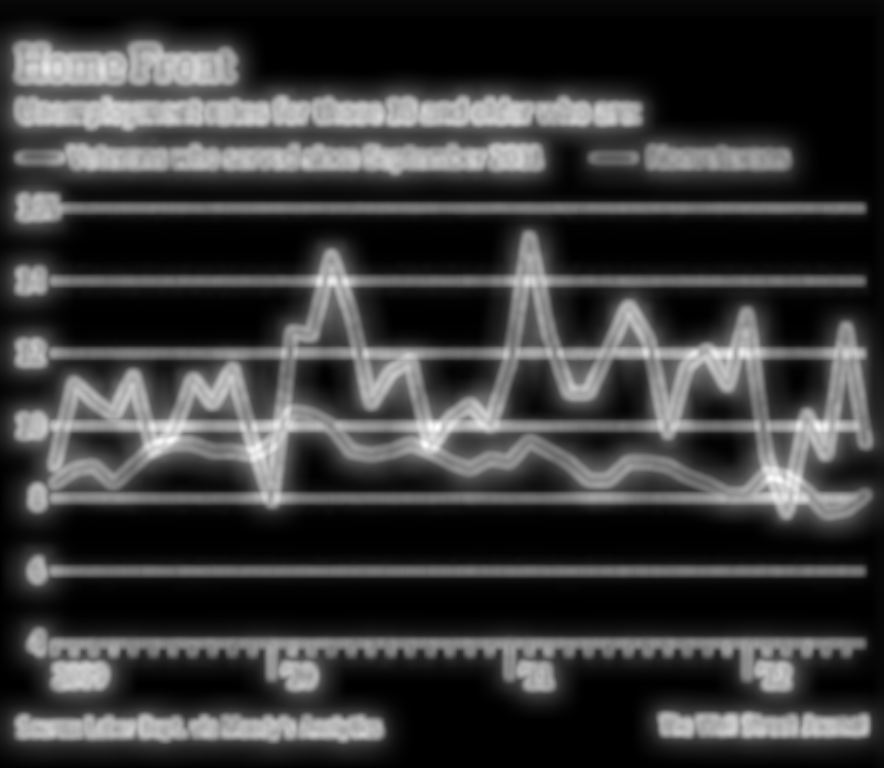 Home Front
Unemployment rates for those 18 and older who are:
Veterans who served since September 2001 Nonveterans
14
12
10
8
6
4
'20 '21 '22
Source: Labor Dept. via Moody's Analytics The Wall Street Journal